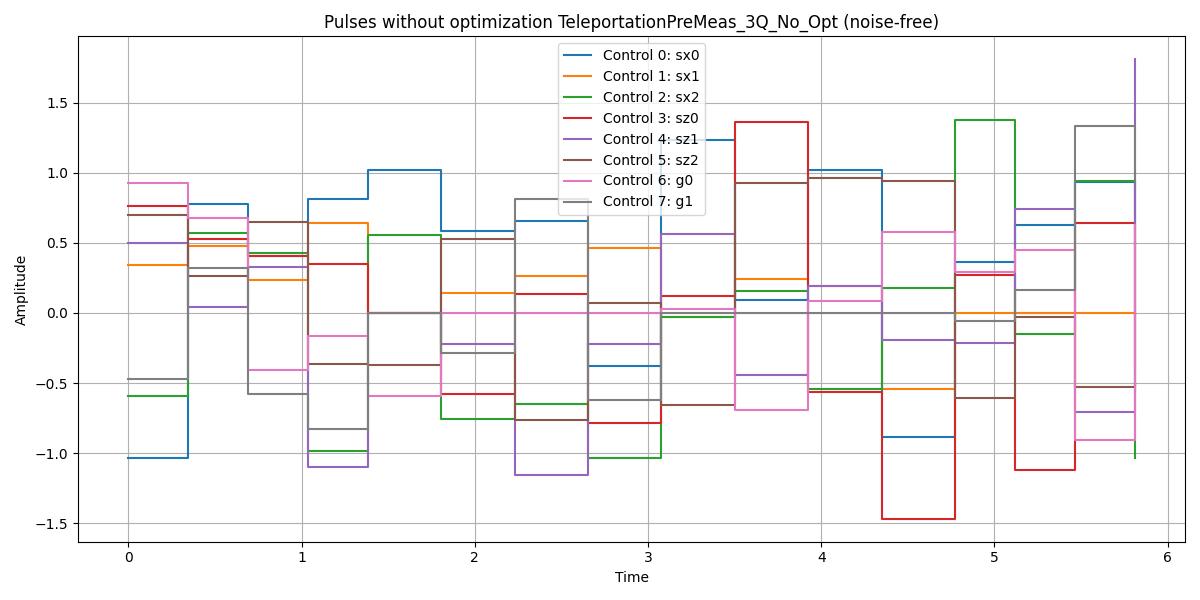 Pulses without optimization TeleportationPreMeas_3Q_No_Opt (noise-free)
Control 0: sx0
Control 1: sx1
Control 2: sx2
Control 3: sz0
Control 4: sz1
Control 5: sz2
Control 6: g0
Control 7: g1
Amplitude
1.5
1.0
0.5
0.0
−0.5
−1.0
−1.5
0 1 2 3 4 5 6
Time